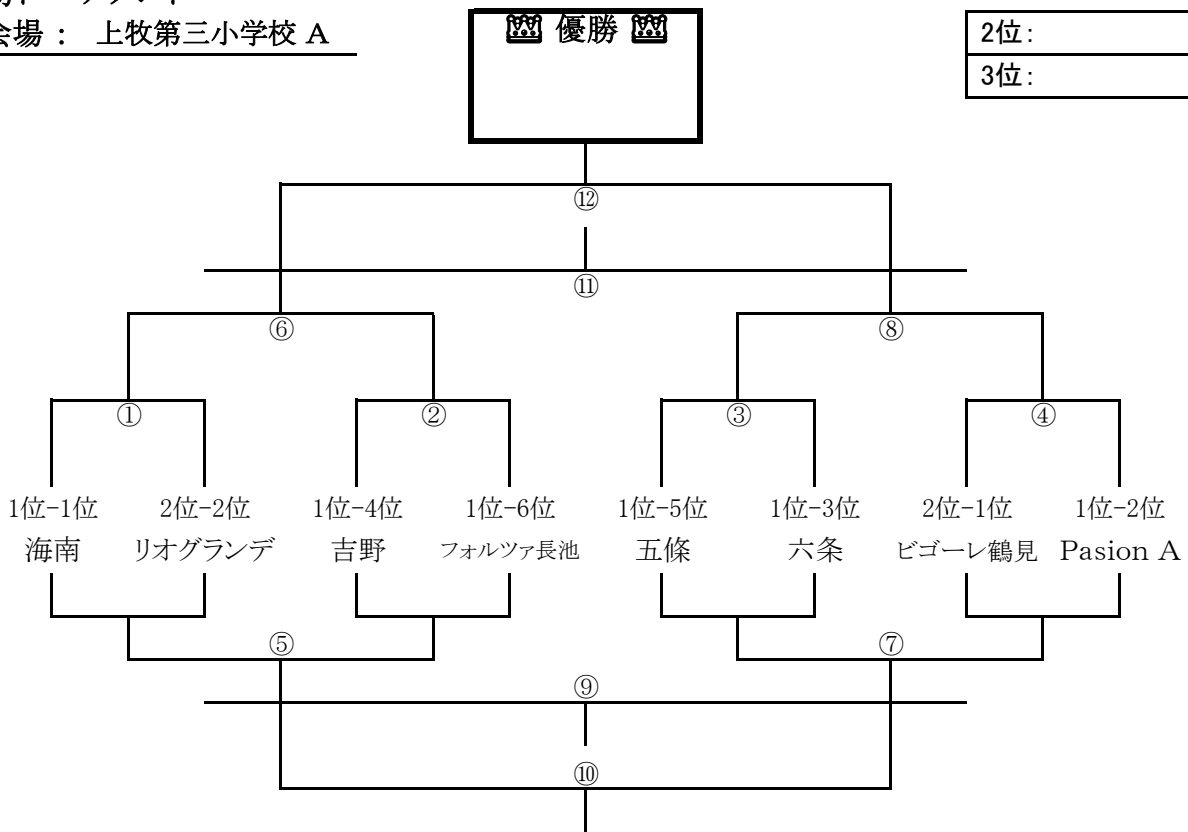 会場： 上牧第三小学校 A
優勝
2位：
3位：
⑫
⑪
⑥ ⑧
① ② ③ ④
1位-1位 2位-2位 1位-4位 1位-6位 1位-5位 1位-3位 2位-1位 1位-2位
海南 リオグランデ 吉野 フォルツァ長池 五條 六条 ビゴーレ鶴見 Pasion A
⑤ ⑦
⑨
⑩